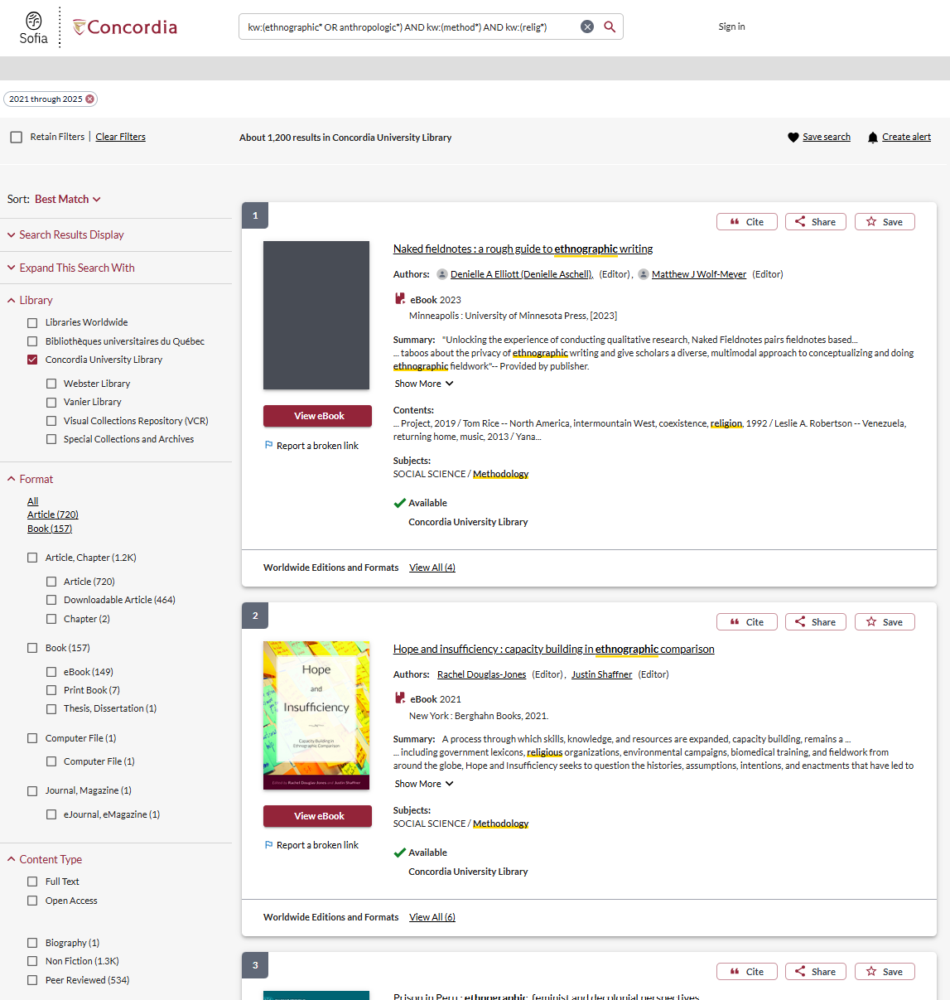 Sofia
Concordia
kw:(ethnographic* OR anthropologic*) AND kw:(method*) AND kw:(relig*)
Sign in
2021 through 2025
Retain Filters | Clear Filters
About 1,200 results in Concordia University Library
Save search
Create alert
Sort: Best Match
Search Results Display
Expand This Search With
Library
Libraries Worldwide
Bibliothèques universitaires du Québec
Concordia University Library
Webster Library
Vanier Library
Visual Collections Repository (VCR)
Special Collections and Archives
Format
All
Article (720)
Book (157)
Article, Chapter (1.2K)
Article (720)
Downloadable Article (464)
Chapter (2)
Book (157)
eBook (149)
Print Book (7)
Thesis, Dissertation (1)
Computer File (1)
Computer File (1)
Journal, Magazine (1)
eJournal, eMagazine (1)
Content Type
Full Text
Open Access
Biography (1)
Non Fiction (1.3K)
Peer Reviewed (534)
1
Cite
Share
Save
Naked fieldnotes : a rough guide to ethnographic writing
Authors: Denielle A Elliott (Denielle Aschell), (Editor), Matthew J Wolf-Meyer (Editor)
eBook 2023
Minneapolis : University of Minnesota Press, [2023]
Summary: "Unlocking the experience of conducting qualitative research, Naked Fieldnotes pairs fieldnotes based...
... taboos about the privacy of ethnographic writing and give scholars a diverse, multimodal approach to conceptualizing and doing
ethnographic fieldwork"-- Provided by publisher.
Show More
View eBook
Report a broken link
Contents:
... Project, 2019 / Tom Rice -- North America, intermountain West, coexistence, religion, 1992 / Leslie A. Robertson -- Venezuela,
returning home, music, 2013 / Yana...
Subjects:
SOCIAL SCIENCE / Methodology
Available
Concordia University Library
Worldwide Editions and Formats View All (4)
2
Cite
Share
Save
Hope and insufficiency : capacity building in ethnographic comparison
Authors: Rachel Douglas-Jones (Editor), Justin Shaffner (Editor)
eBook 2021
New York : Berghahn Books, 2021.
Summary: A process through which skills, knowledge, and resources are expanded, capacity building, remains a ...
... including government lexicons, religious organizations, environmental campaigns, biomedical training, and fieldwork from
around the globe, Hope and Insufficiency seeks to question the histories, assumptions, intentions, and enactments that have led to
Show More
Hope
and
Insufficiency
Capacity Building in
Ethnographic Comparison
Edited by Rachel Douglas-Jones and Justin Shaffner
View eBook
Report a broken link
Subjects:
SOCIAL SCIENCE / Methodology
Available
Concordia University Library
Worldwide Editions and Formats View All (6)
3
Cite
Share
Save
Prison in Peru : ethnographic, feminist and decolonial perspectives